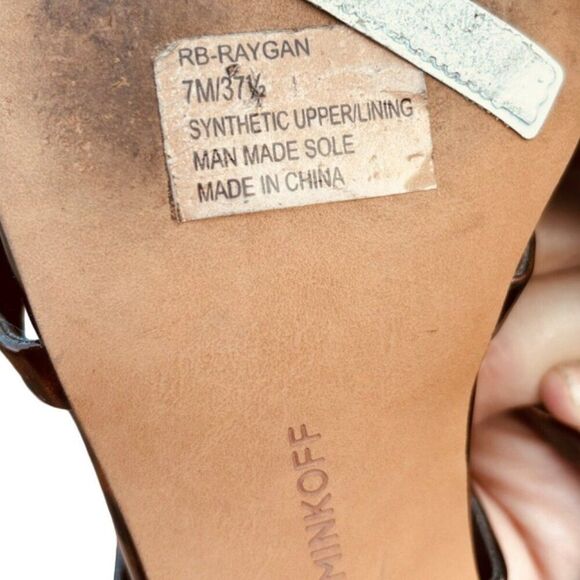 RB-RAYGAN
7M/37½
SYNTHETIC UPPER/LINING
MAN MADE SOLE
MADE IN CHINA
MINKOFF